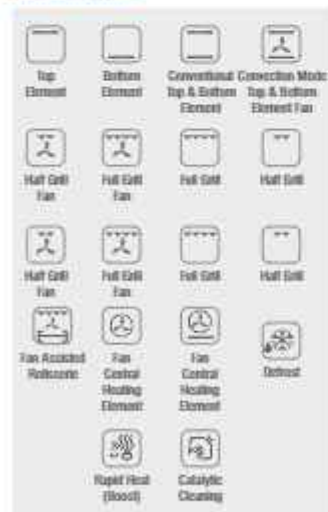 Top
Element
Bottom
Element
Conventional
Top & Bottom
Element
Convection Mode
Top & Bottom
Element Fan
Half Grill
Fan
Full Grill
Fan
Full Grill
Half Grill
Half Grill
Fan
Full Grill
Fan
Full Grill
Half Grill
Fan Assisted
Rotisserie
Fan
Central
Heating
Element
Fan
Central
Heating
Element
Defrost
Rapid Heat
(Boost)
Catalytic
Cleaning